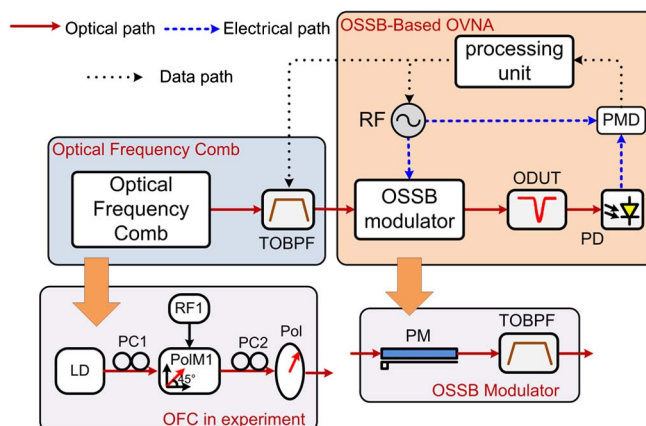 Optical path
Electrical path
Data path
OSSB-Based OVNA
processing
unit
RF
PMD
Optical Frequency Comb
Optical
Frequency
Comb
TOBPF
OSSB
modulator
ODUT
PD
RF1
PC1
PolM1
PC2
Pol
LD
45°
OFC in experiment
PM
TOBPF
OSSB Modulator